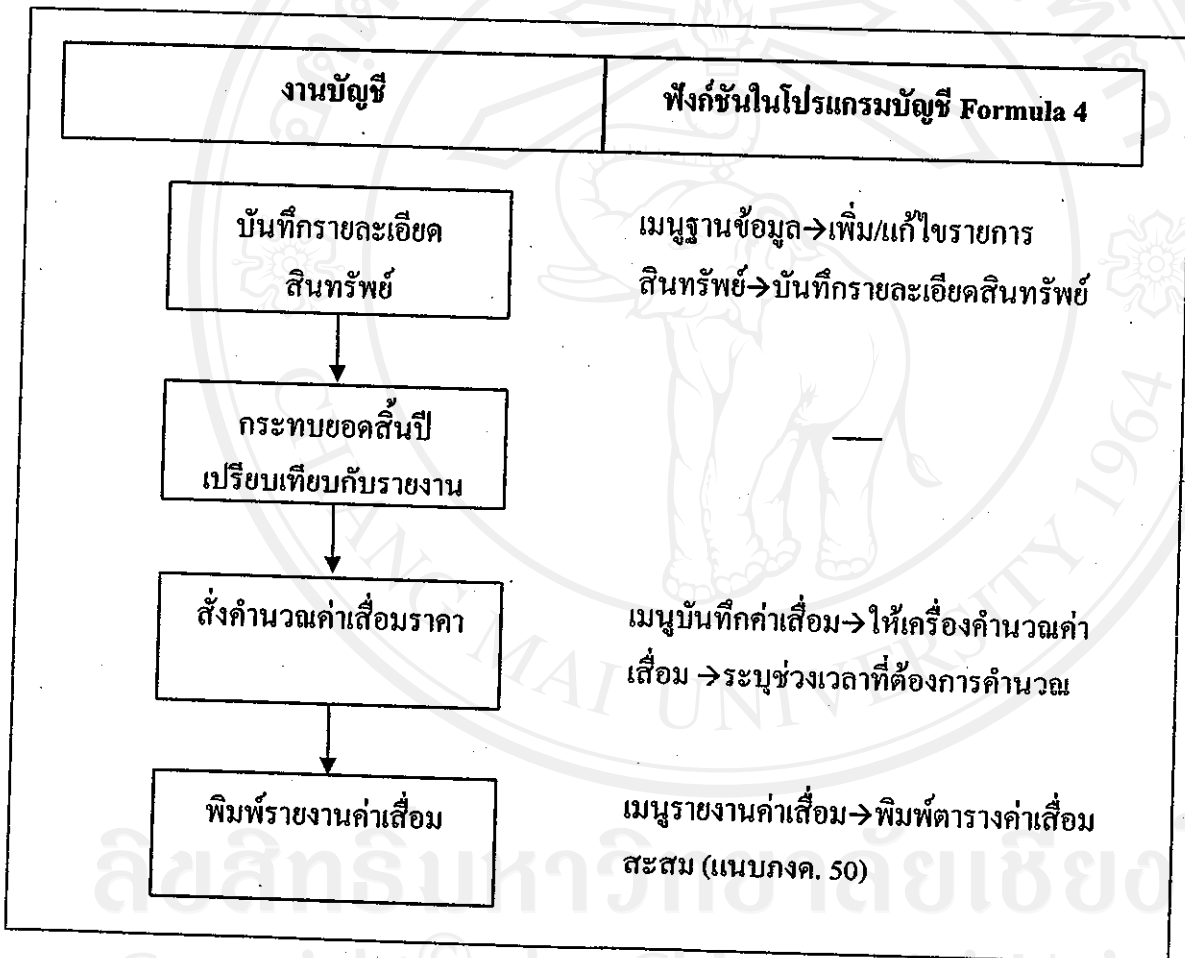 งานบัญชี
ฟังก์ชันในโปรแกรมบัญชี Formula 4
บันทึกรายละเอียด
สินทรัพย์
เมนูฐานข้อมูล→เพิ่ม/แก้ไขรายการ
สินทรัพย์→บันทึกรายละเอียดสินทรัพย์
กระทบยอดสิ้นปี
เปรียบเทียบกับรายงาน
—
สั่งคำนวณค่าเสื่อมราคา
เมนูบันทึกค่าเสื่อม→ให้เครื่องคำนวณค่า
เสื่อม →ระบุช่วงเวลาที่ต้องการคำนวณ
พิมพ์รายงานค่าเสื่อม
เมนูรายงานค่าเสื่อม→พิมพ์ตารางค่าเสื่อม
สะสม (แนบภงด. 50)
CHIANG MAI UNIVERSITY 1964
ลิขสิทธิ์มหาวิทยาลัยเชียง